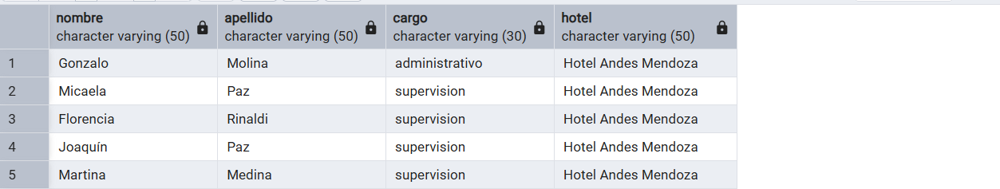 nombre apellido cargo hotel
character varying (50) character varying (50) character varying (30) character varying (50)
1 Gonzalo Molina administrativo Hotel Andes Mendoza
2 Micaela Paz supervision Hotel Andes Mendoza
3 Florencia Rinaldi supervision Hotel Andes Mendoza
4 Joaquín Paz supervision Hotel Andes Mendoza
5 Martina Medina supervision Hotel Andes Mendoza